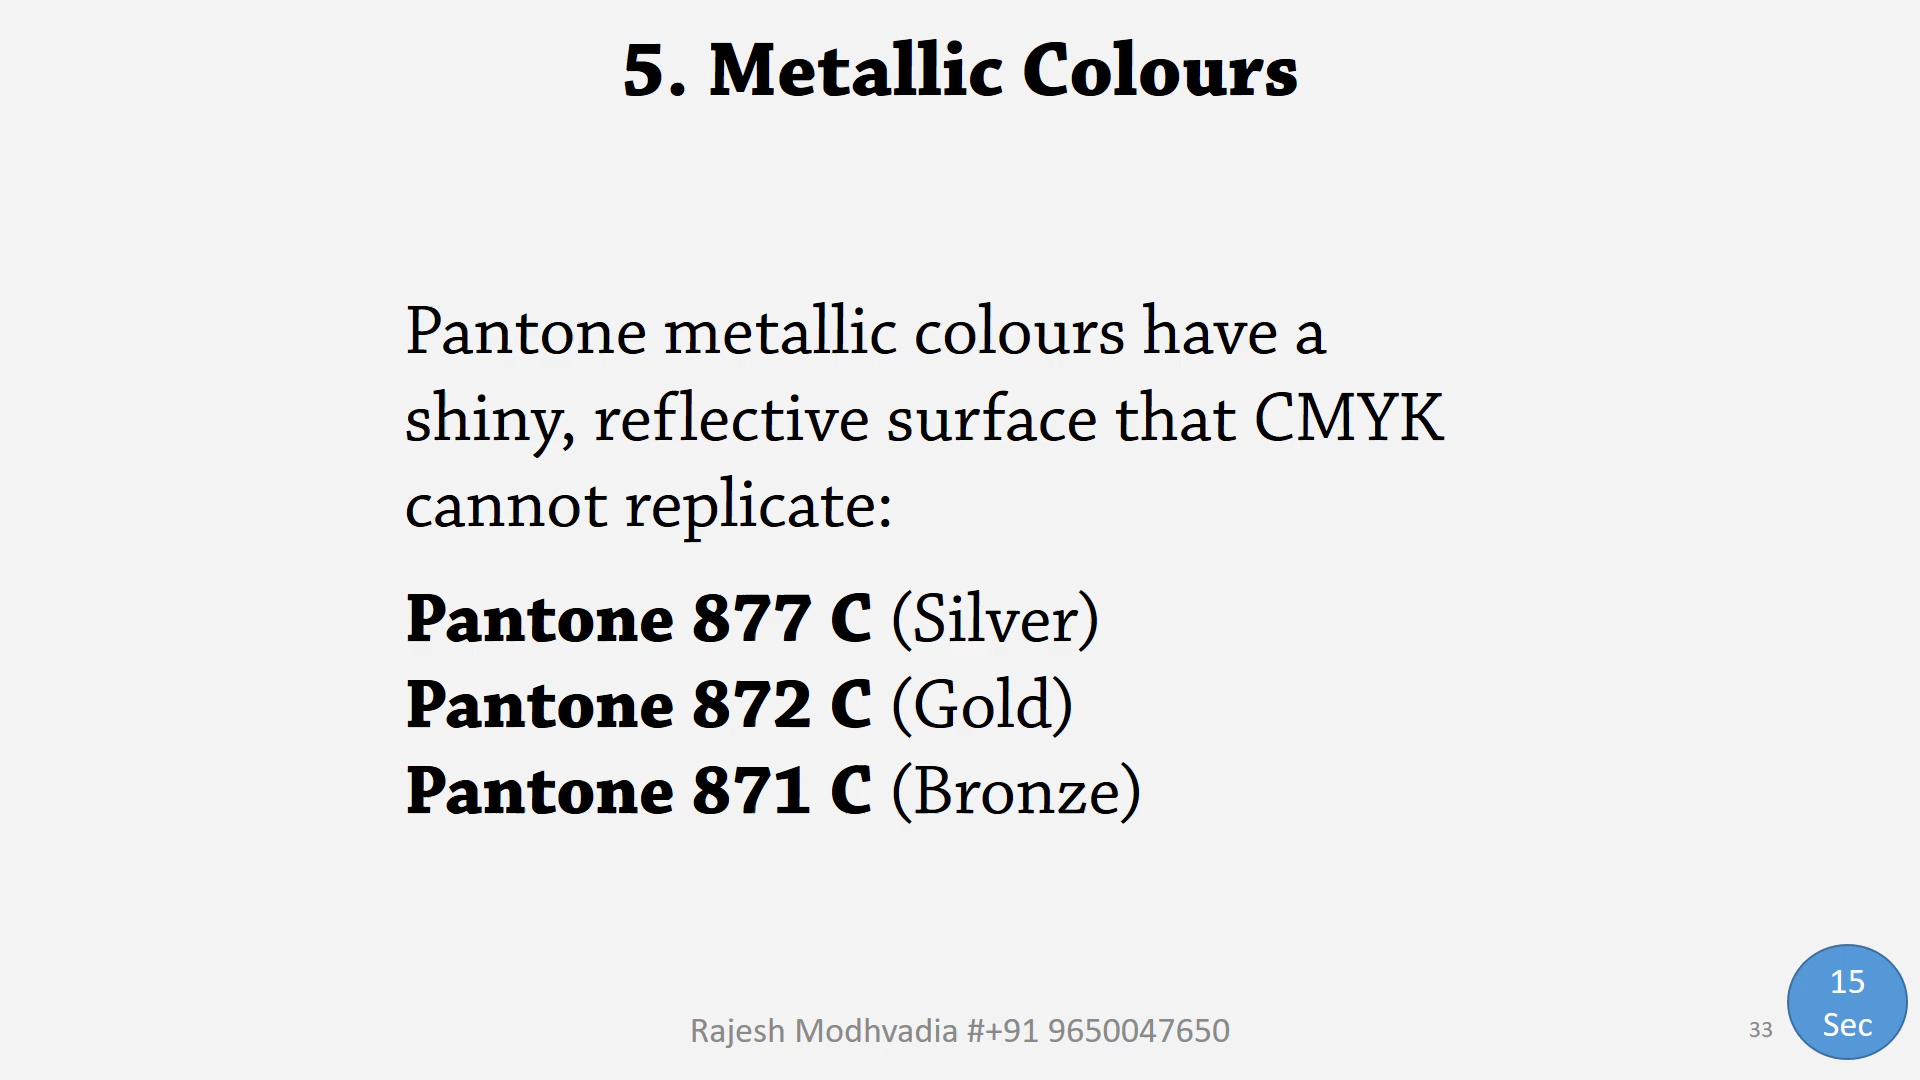 5. Metallic Colours
Pantone metallic colours have a
shiny, reflective surface that CMYK
cannot replicate:
Pantone 877 C (Silver)
Pantone 872 C (Gold)
Pantone 871 C (Bronze)
Rajesh Modhvadia #+91 9650047650
33
15
Sec